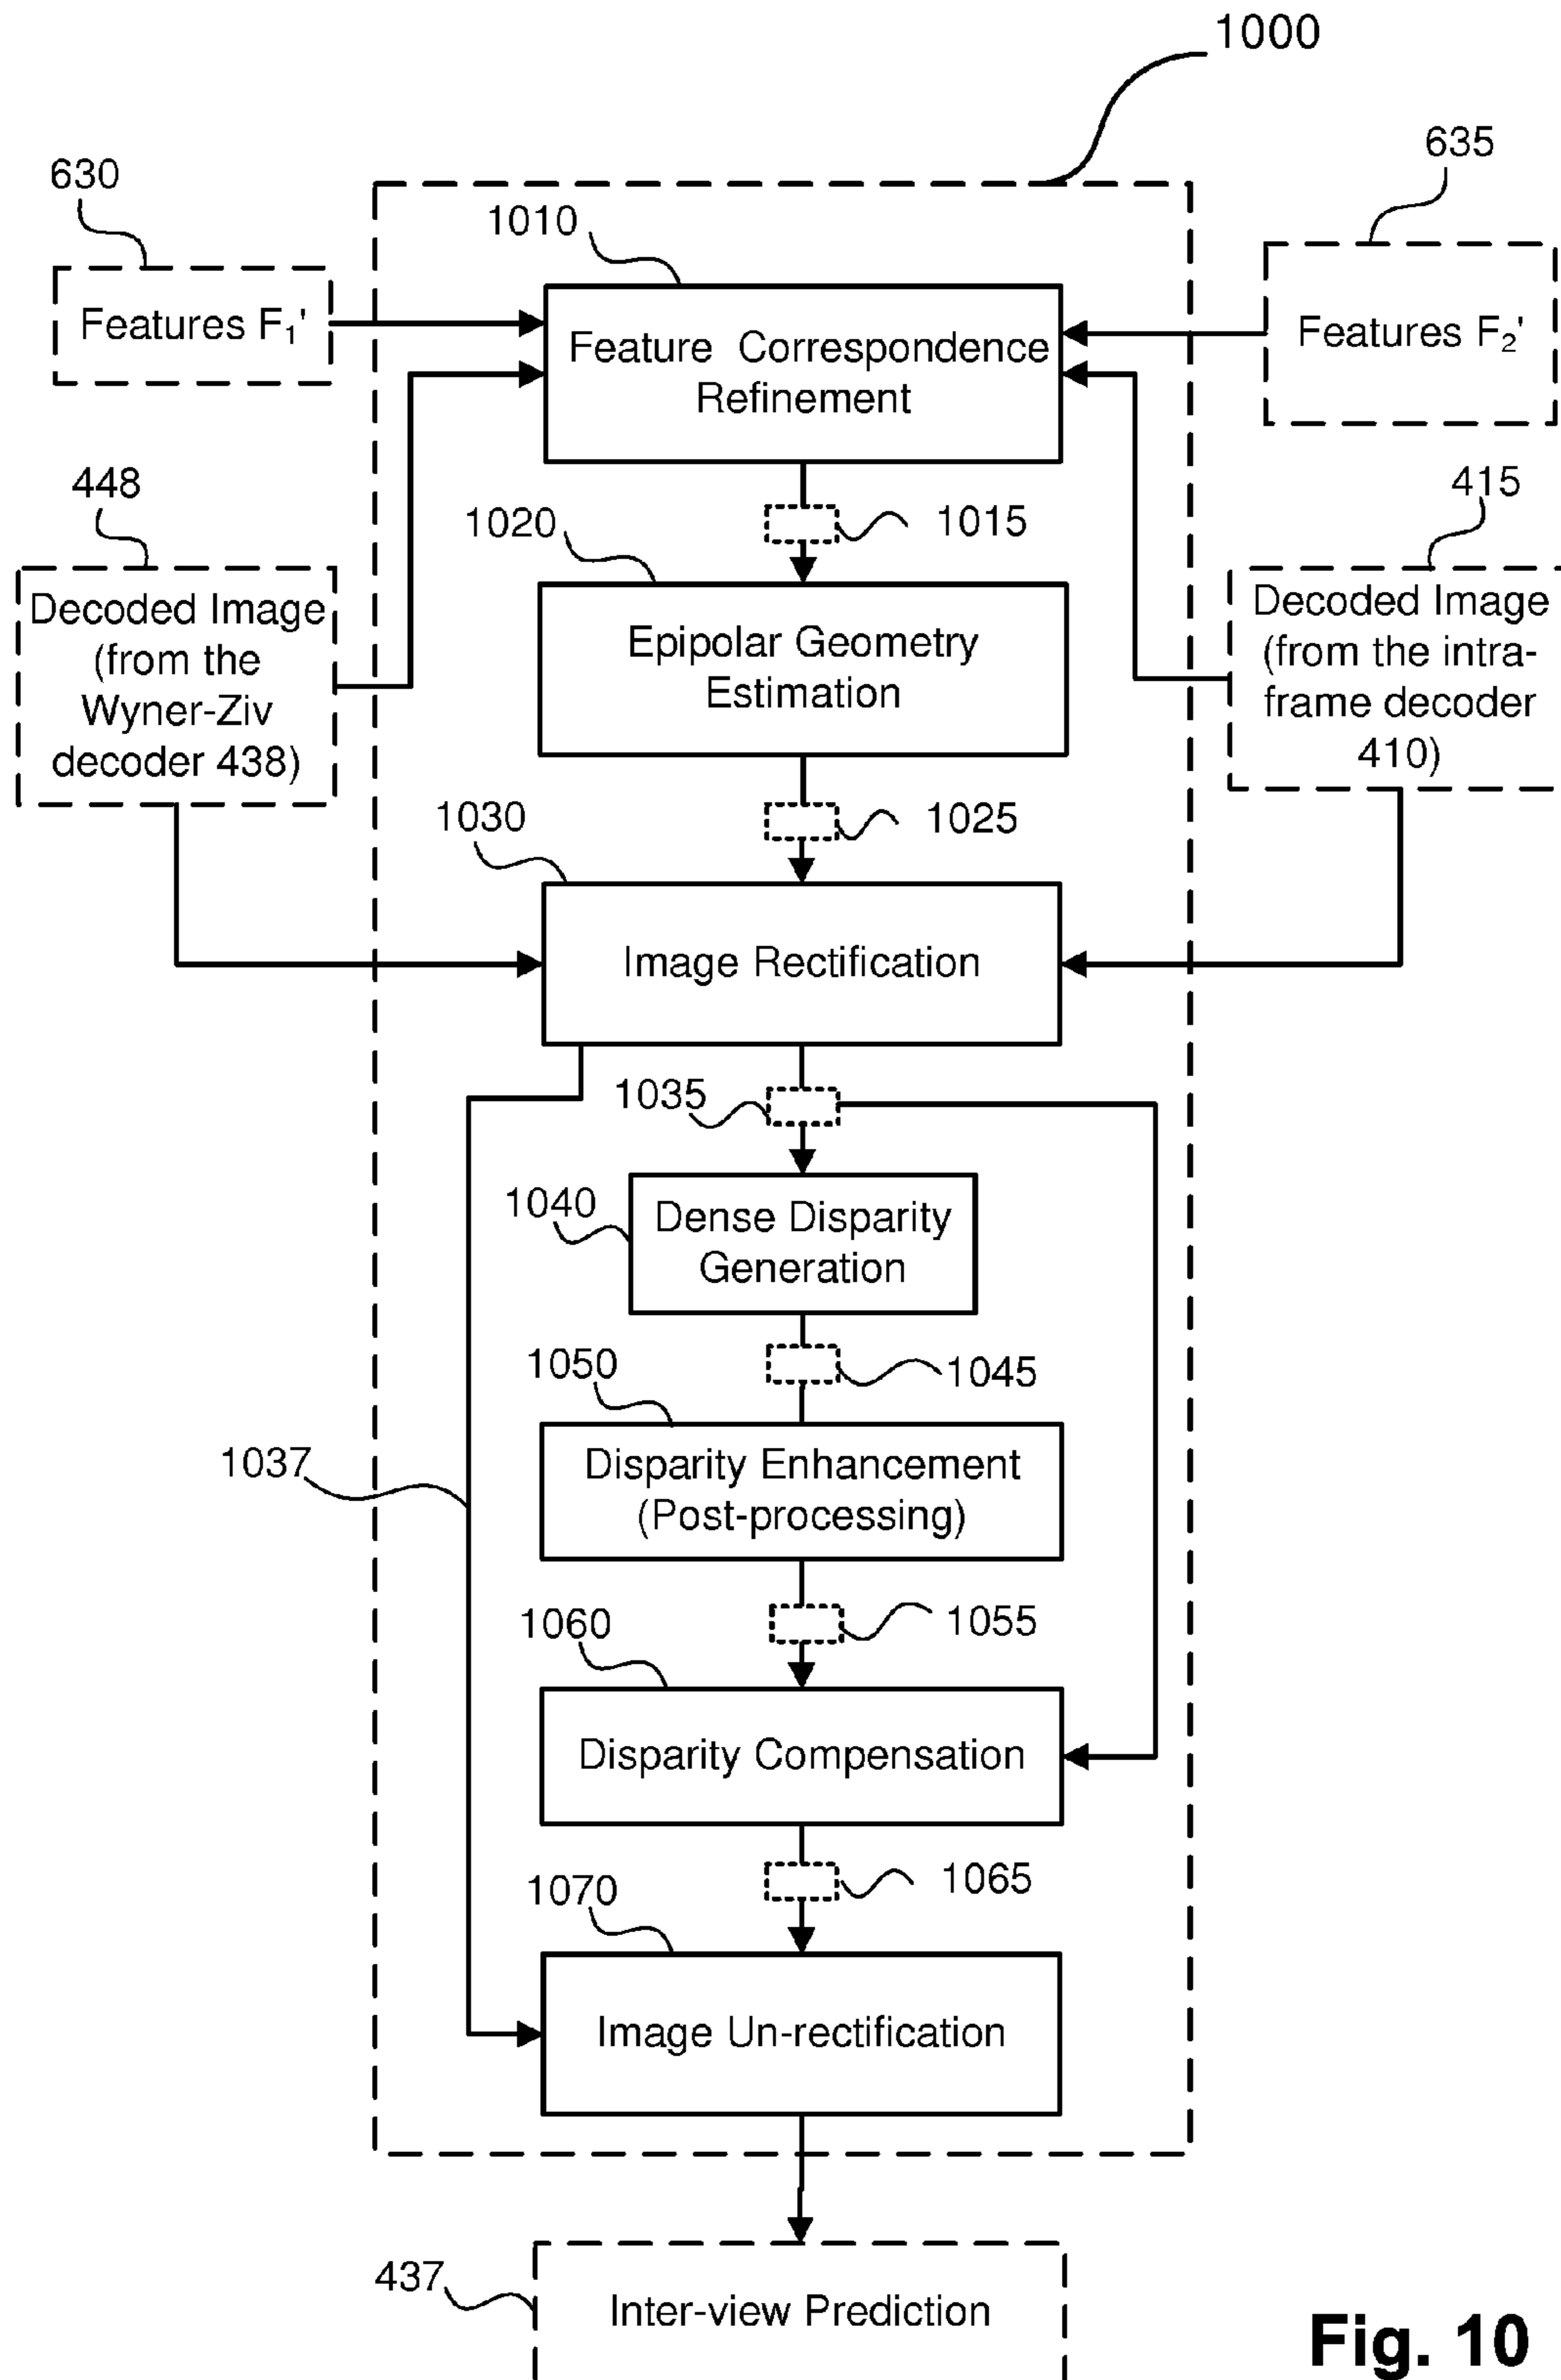 1000
630
635
1010
Features F₁'
Features F₂'
Feature Correspondence
Refinement
448
415
1020
1015
Decoded Image
(from the
Wyner-Ziv
decoder 438)
Epipolar Geometry
Estimation
Decoded Image
(from the intra-
frame decoder
410)
1030
1025
Image Rectification
1035
1040
Dense Disparity
Generation
1050
1045
1037
Disparity Enhancement
(Post-processing)
1060
1055
Disparity Compensation
1070
1065
Image Un-rectification
437
Inter-view Prediction
Fig. 10